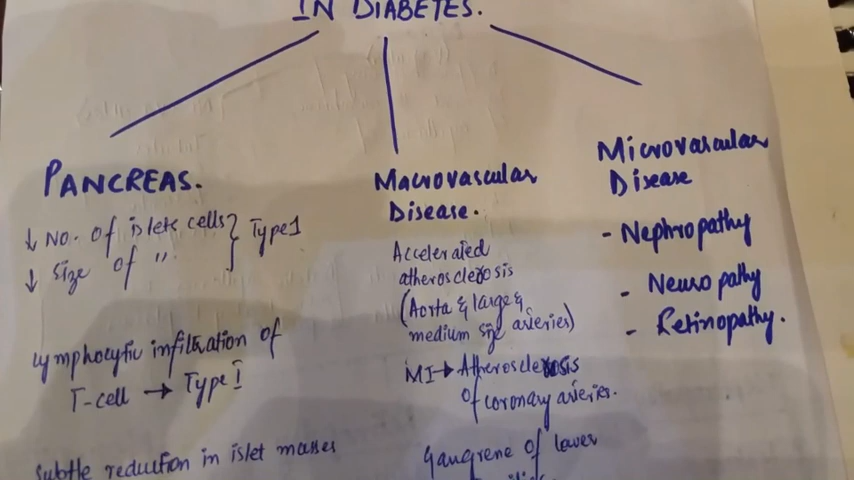 IN DIABETES.
PANCREAS.
↓ No. of islet cells } Type 1
↓ Size of "
Lymphocytic infiltration of
T-cell → Type I
Subtle reduction in islet masses
Macrovascular
Disease.
Accelerated
atherosclerosis
(Aorta & large &
medium size arteries)
MI → Atherosclerosis
of coronary arteries.
Gangrene of lower
Microvascular
Disease
- Nephropathy
- Neuropathy
- Retinopathy.